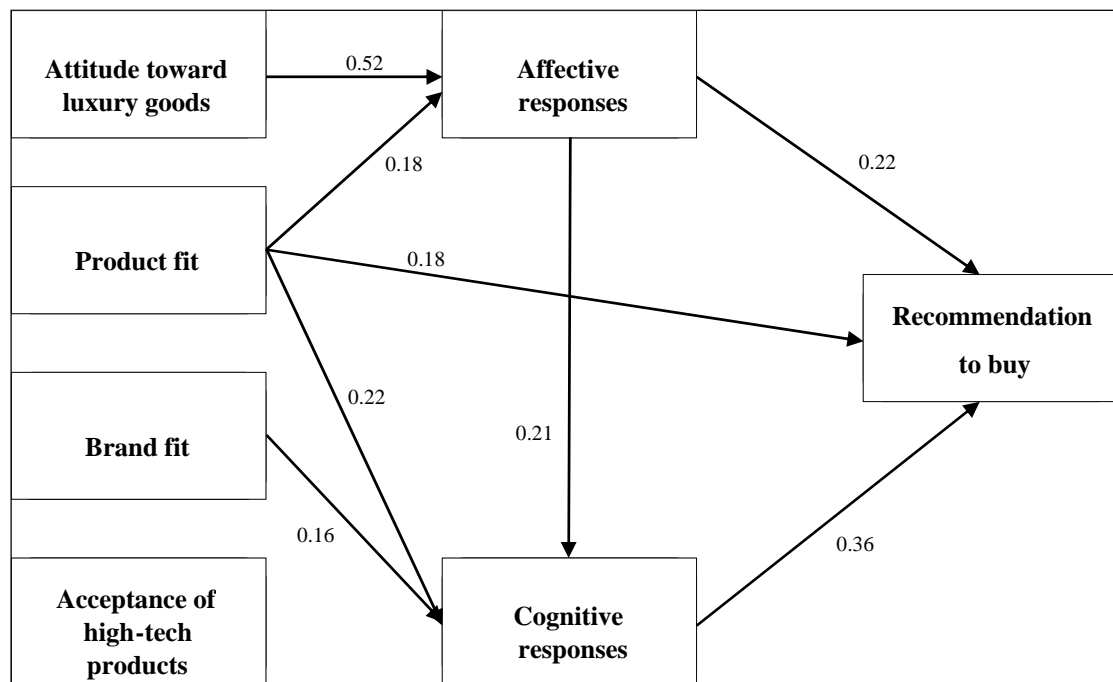 Attitude toward
luxury goods
0.52
Affective
responses
0.18
0.22
Product fit
0.18
Recommendation
to buy
0.22
0.21
Brand fit
0.16
0.36
Acceptance of
high-tech
products
Cognitive
responses